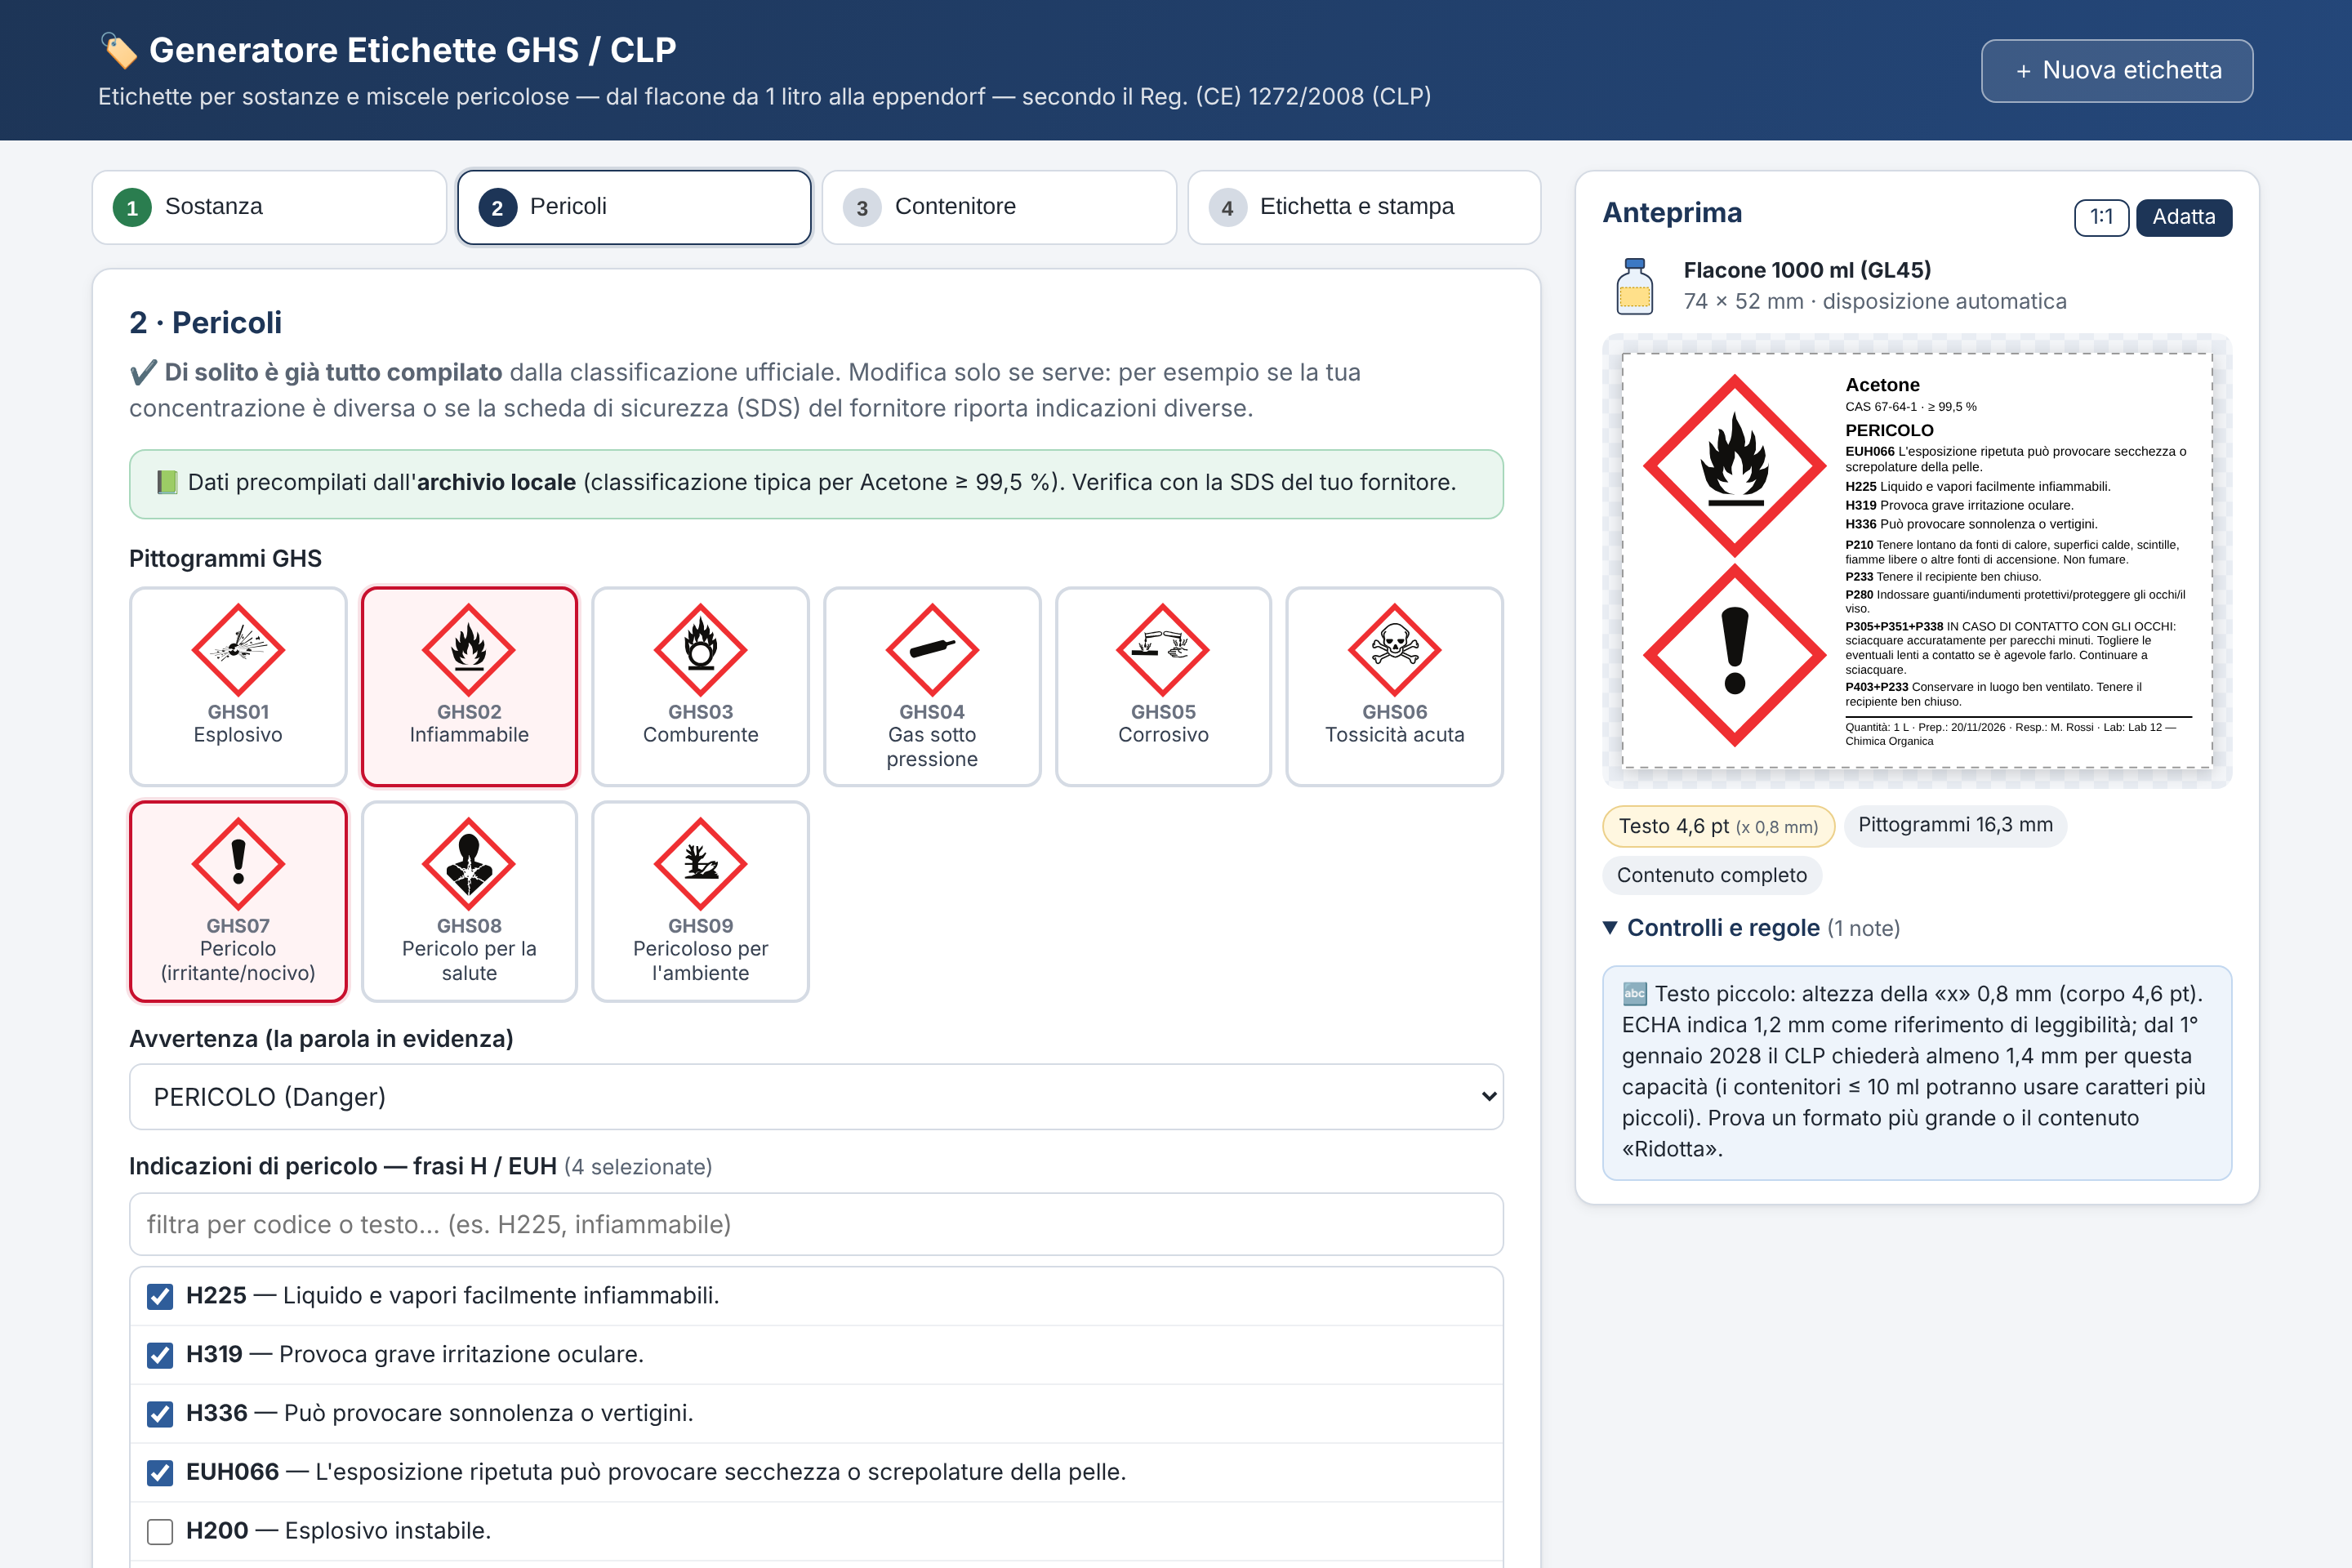 🏷️ Generatore Etichette GHS / CLP
Etichette per sostanze e miscele pericolose — dal flacone da 1 litro alla eppendorf — secondo il Reg. (CE) 1272/2008 (CLP)
+ Nuova etichetta
1 Sostanza
2 Pericoli
3 Contenitore
4 Etichetta e stampa
2 · Pericoli
✔️ Di solito è già tutto compilato dalla classificazione ufficiale. Modifica solo se serve: per esempio se la tua
concentrazione è diversa o se la scheda di sicurezza (SDS) del fornitore riporta indicazioni diverse.
📗 Dati precompilati dall'archivio locale (classificazione tipica per Acetone ≥ 99,5 %). Verifica con la SDS del tuo fornitore.
Pittogrammi GHS
GHS01
Esplosivo
GHS02
Infiammabile
GHS03
Comburente
GHS04
Gas sotto
pressione
GHS05
Corrosivo
GHS06
Tossicità acuta
GHS07
Pericolo
(irritante/nocivo)
GHS08
Pericolo per la
salute
GHS09
Pericoloso per
l'ambiente
Avvertenza (la parola in evidenza)
PERICOLO (Danger)
Indicazioni di pericolo — frasi H / EUH (4 selezionate)
filtra per codice o testo... (es. H225, infiammabile)
H225 — Liquido e vapori facilmente infiammabili.
H319 — Provoca grave irritazione oculare.
H336 — Può provocare sonnolenza o vertigini.
EUH066 — L'esposizione ripetuta può provocare secchezza o screpolature della pelle.
H200 — Esplosivo instabile.
Anteprima
1:1
Adatta
Flacone 1000 ml (GL45)
74 × 52 mm · disposizione automatica
Acetone
CAS 67-64-1 · ≥ 99,5 %
PERICOLO
EUH066 L'esposizione ripetuta può provocare secchezza o
screpolature della pelle.
H225 Liquido e vapori facilmente infiammabili.
H319 Provoca grave irritazione oculare.
H336 Può provocare sonnolenza o vertigini.
P210 Tenere lontano da fonti di calore, superfici calde, scintille,
fiamme libere o altre fonti di accensione. Non fumare.
P233 Tenere il recipiente ben chiuso.
P280 Indossare guanti/indumenti protettivi/proteggere gli occhi/il
viso.
P305+P351+P338 IN CASO DI CONTATTO CON GLI OCCHI:
sciacquare accuratamente per parecchi minuti. Togliere le
eventuali lenti a contatto se è agevole farlo. Continuare a
sciacquare.
P403+P233 Conservare in luogo ben ventilato. Tenere il
recipiente ben chiuso.
Quantità: 1 L · Prep.: 20/11/2026 · Resp.: M. Rossi · Lab: Lab 12 —
Chimica Organica
Testo 4,6 pt (x 0,8 mm)
Pittogrammi 16,3 mm
Contenuto completo
▼ Controlli e regole (1 note)
🔤 Testo piccolo: altezza della «x» 0,8 mm (corpo 4,6 pt).
ECHA indica 1,2 mm come riferimento di leggibilità; dal 1°
gennaio 2028 il CLP chiederà almeno 1,4 mm per questa
capacità (i contenitori ≤ 10 ml potranno usare caratteri più
piccoli). Prova un formato più grande o il contenuto
«Ridotta».